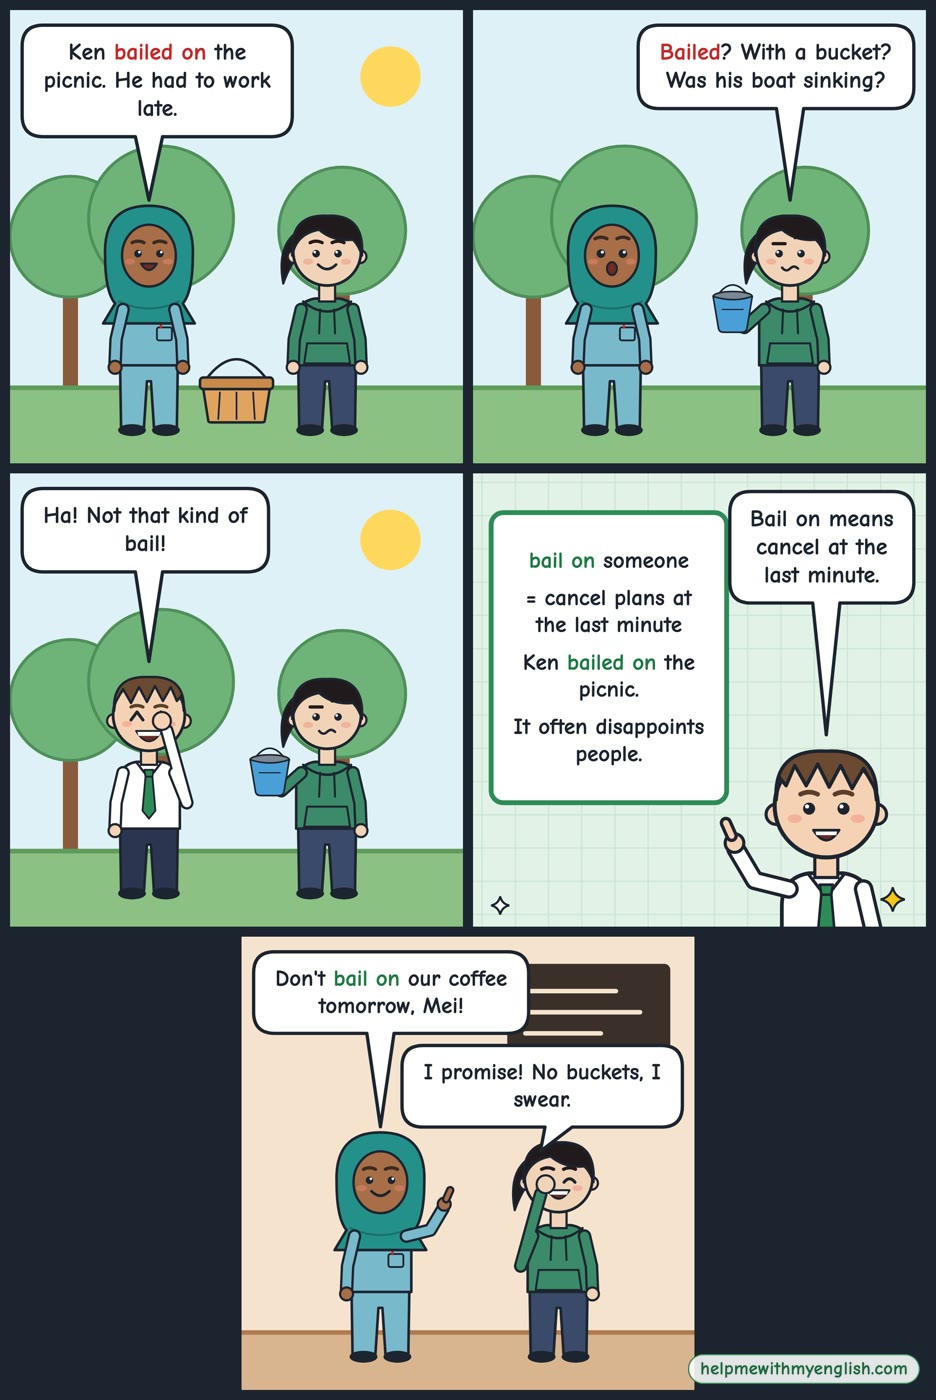 Ken bailed on the
picnic. He had to work
late.
Bailed? With a bucket?
Was his boat sinking?
Ha! Not that kind of
bail!
bail on someone
= cancel plans at
the last minute
Ken bailed on the
picnic.
It often disappoints
people.
Bail on means
cancel at the
last minute.
Don't bail on our coffee
tomorrow, Mei!
I promise! No buckets, I
swear.
helpmewithmyenglish.com